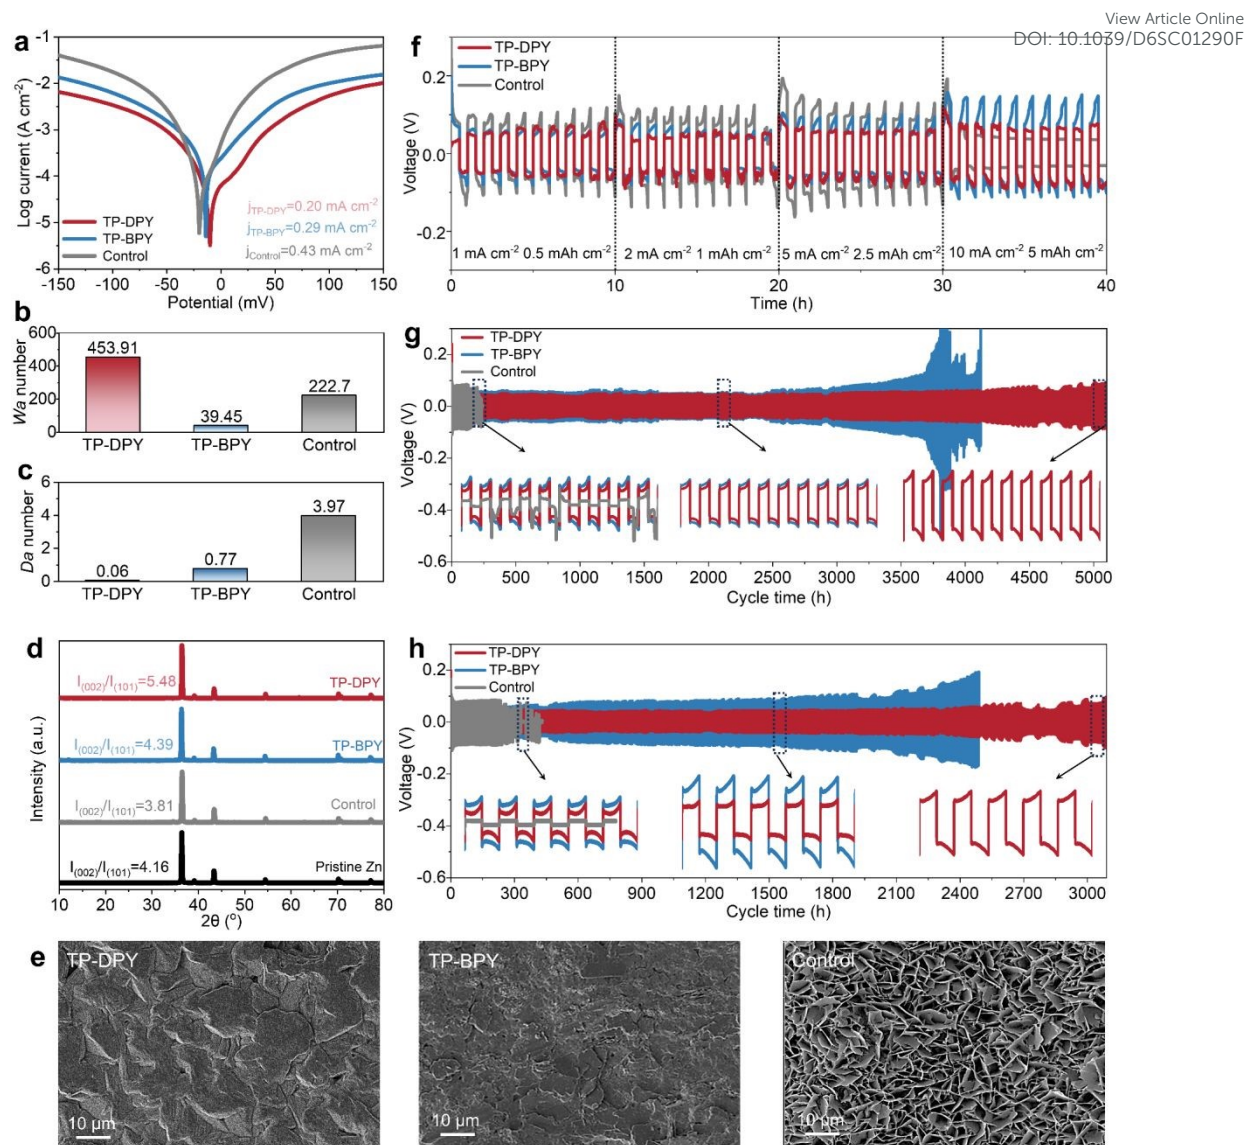 View Article Online
DOI: 10.1039/D6SC01290F
a
-1
-2
-3
-4
-5
-6
Log current (A cm⁻²)
TP-DPY
TP-BPY
Control
j_TP-DPY=0.20 mA cm⁻²
j_TP-BPY=0.29 mA cm⁻²
j_Control=0.43 mA cm⁻²
-150 -100 -50 0 50 100 150
Potential (mV)
b
600
400
200
0
Wa number
453.91
39.45
222.7
TP-DPY TP-BPY Control
c
6
4
2
0
Da number
0.06
0.77
3.97
TP-DPY TP-BPY Control
d
Intensity (a.u.)
I(002)/I(101)=5.48
TP-DPY
I(002)/I(101)=4.39
TP-BPY
I(002)/I(101)=3.81
Control
I(002)/I(101)=4.16
Pristine Zn
10 20 30 40 50 60 70 80
2θ (°)
f
TP-DPY
TP-BPY
Control
0.2
0.0
-0.2
Voltage (V)
1 mA cm⁻² 0.5 mAh cm⁻² 2 mA cm⁻² 1 mAh cm⁻² 5 mA cm⁻² 2.5 mAh cm⁻² 10 mA cm⁻² 5 mAh cm⁻²
0 10 20 30 40
Time (h)
g
TP-DPY
TP-BPY
Control
0.2
0.0
-0.2
-0.4
-0.6
Voltage (V)
0 500 1000 1500 2000 2500 3000 3500 4000 4500 5000
Cycle time (h)
h
TP-DPY
TP-BPY
Control
0.2
0.0
-0.2
-0.4
-0.6
Voltage (V)
0 300 600 900 1200 1500 1800 2100 2400 2700 3000
Cycle time (h)
e
TP-DPY
10 µm
TP-BPY
10 µm
Control
10 µm